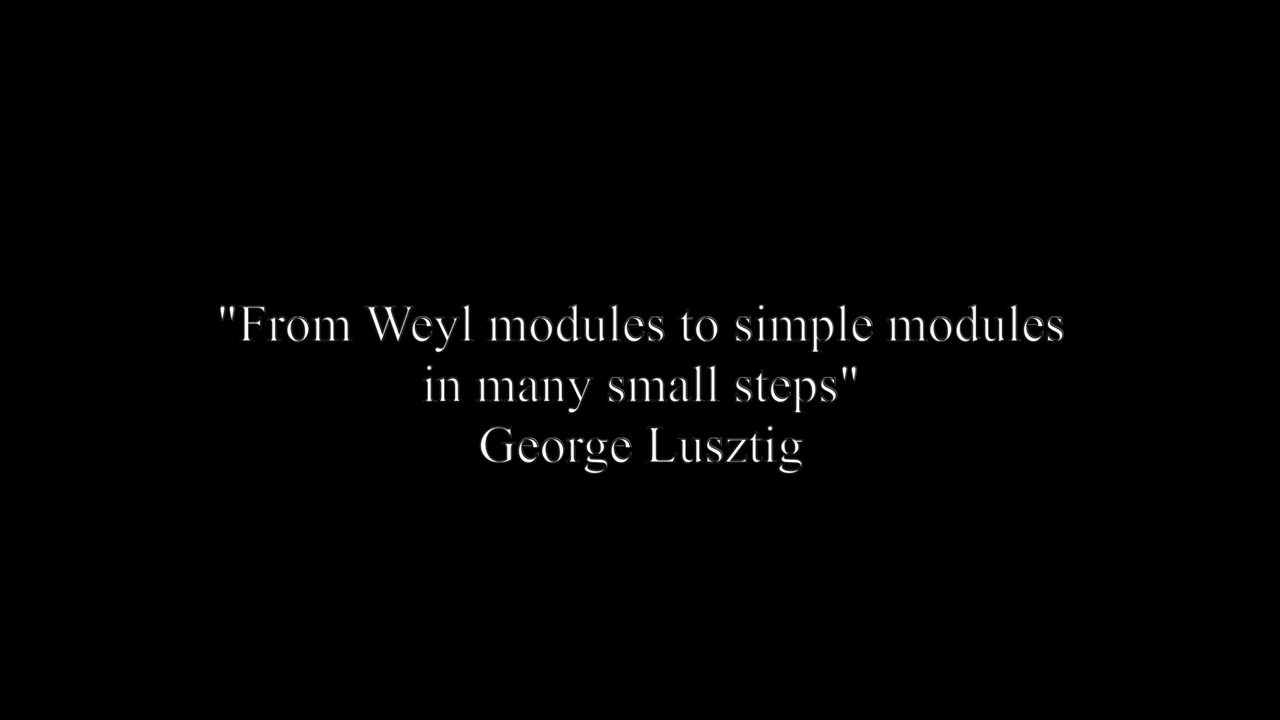 "From Weyl modules to simple modules
in many small steps"
George Lusztig